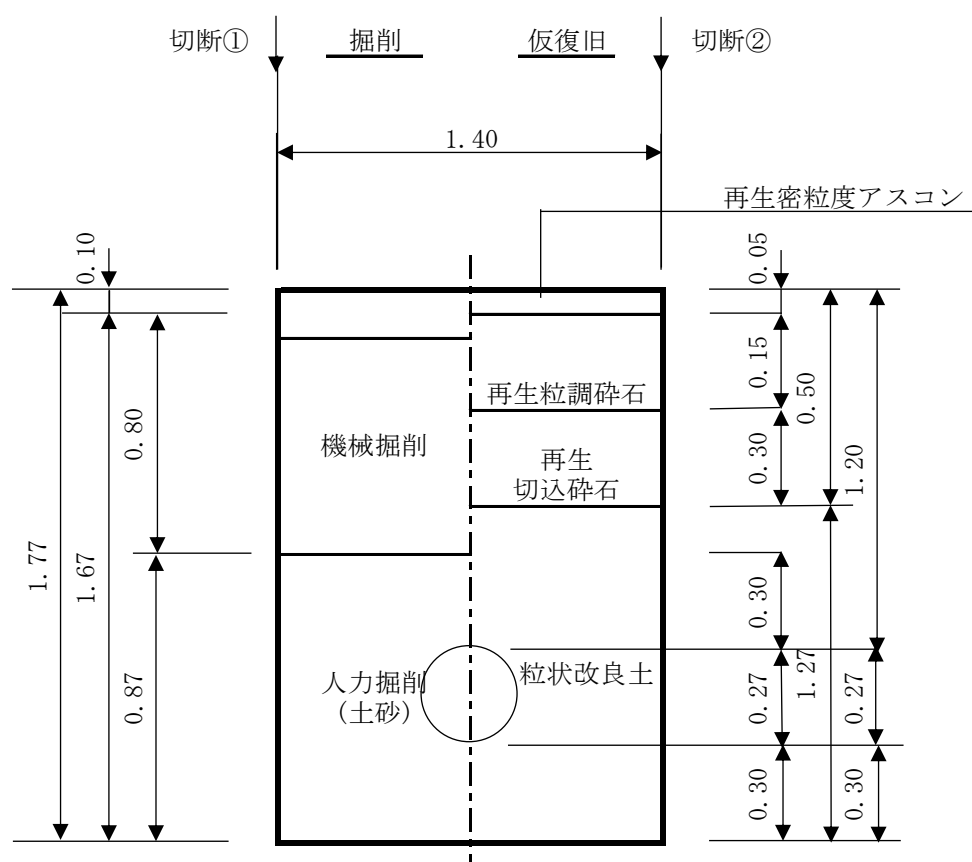 切断①
掘削
仮復旧
切断②
1.40
再生密粒度アスコン
0.10
0.05
0.15
0.50
再生粒調砕石
0.80
機械掘削
再生
切込砕石
0.30
1.20
1.77
1.67
0.30
0.87
人力掘削
(土砂)
粒状改良土
0.27
1.27
0.27
0.30
0.30